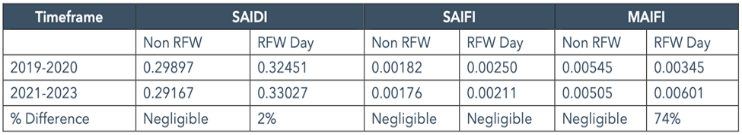 Timeframe SAIDI SAIFI MAIFI
Non RFW RFW Day Non RFW RFW Day Non RFW RFW Day
2019-2020 0.29897 0.32451 0.00182 0.00250 0.00545 0.00345
2021-2023 0.29167 0.33027 0.00176 0.00211 0.00505 0.00601
% Difference Negligible 2% Negligible Negligible Negligible 74%